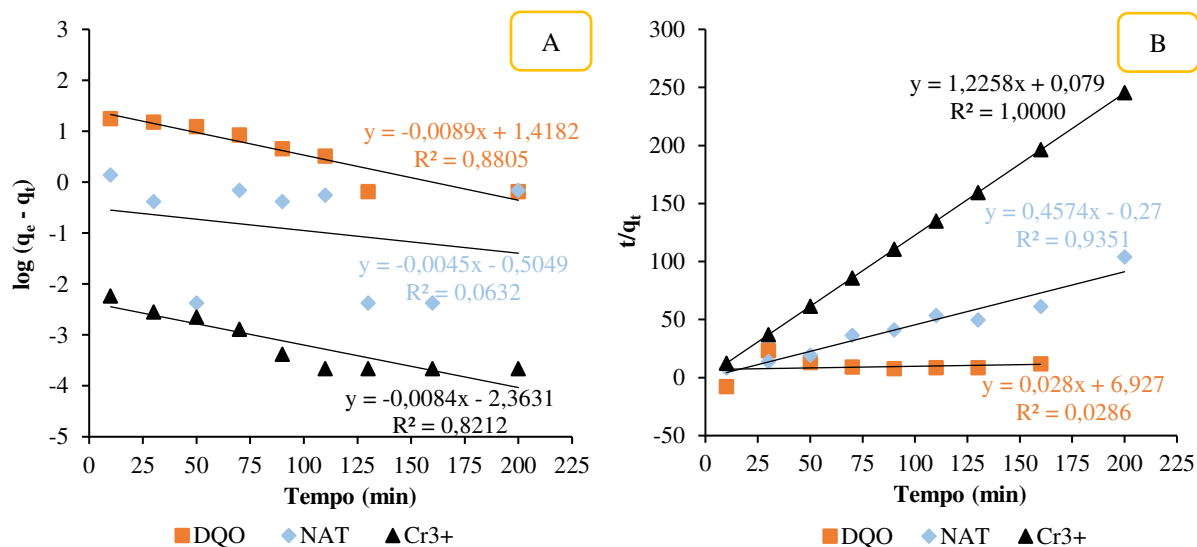 A
3
2
1
0
-1
-2
-3
-4
-5
log (qe - qt)
y = -0,0089x + 1,4182
R² = 0,8805
y = -0,0045x - 0,5049
R² = 0,0632
y = -0,0084x - 2,3631
R² = 0,8212
0 25 50 75 100 125 150 175 200 225
Tempo (min)
DQO NAT Cr3+
B
300
250
200
150
100
50
0
-50
t/qt
y = 1,2258x + 0,079
R² = 1,0000
y = 0,4574x - 0,27
R² = 0,9351
y = 0,028x + 6,927
R² = 0,0286
0 25 50 75 100 125 150 175 200 225
Tempo (min)
DQO NAT Cr3+